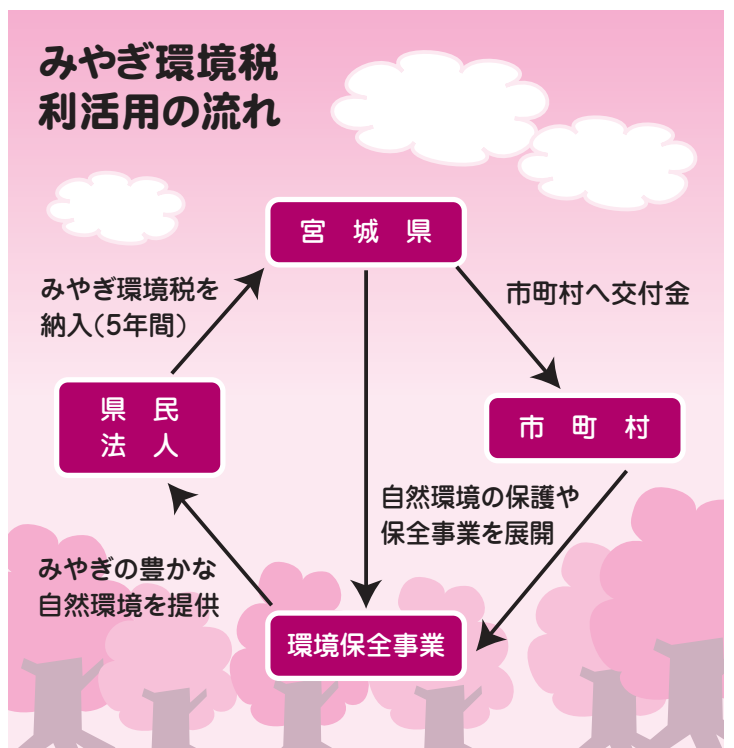 みやぎ環境税
利活用の流れ
宮城県
みやぎ環境税を
納入(5年間)
市町村へ交付金
県民
法人
市町村
自然環境の保護や
保全事業を展開
みやぎの豊かな
自然環境を提供
環境保全事業